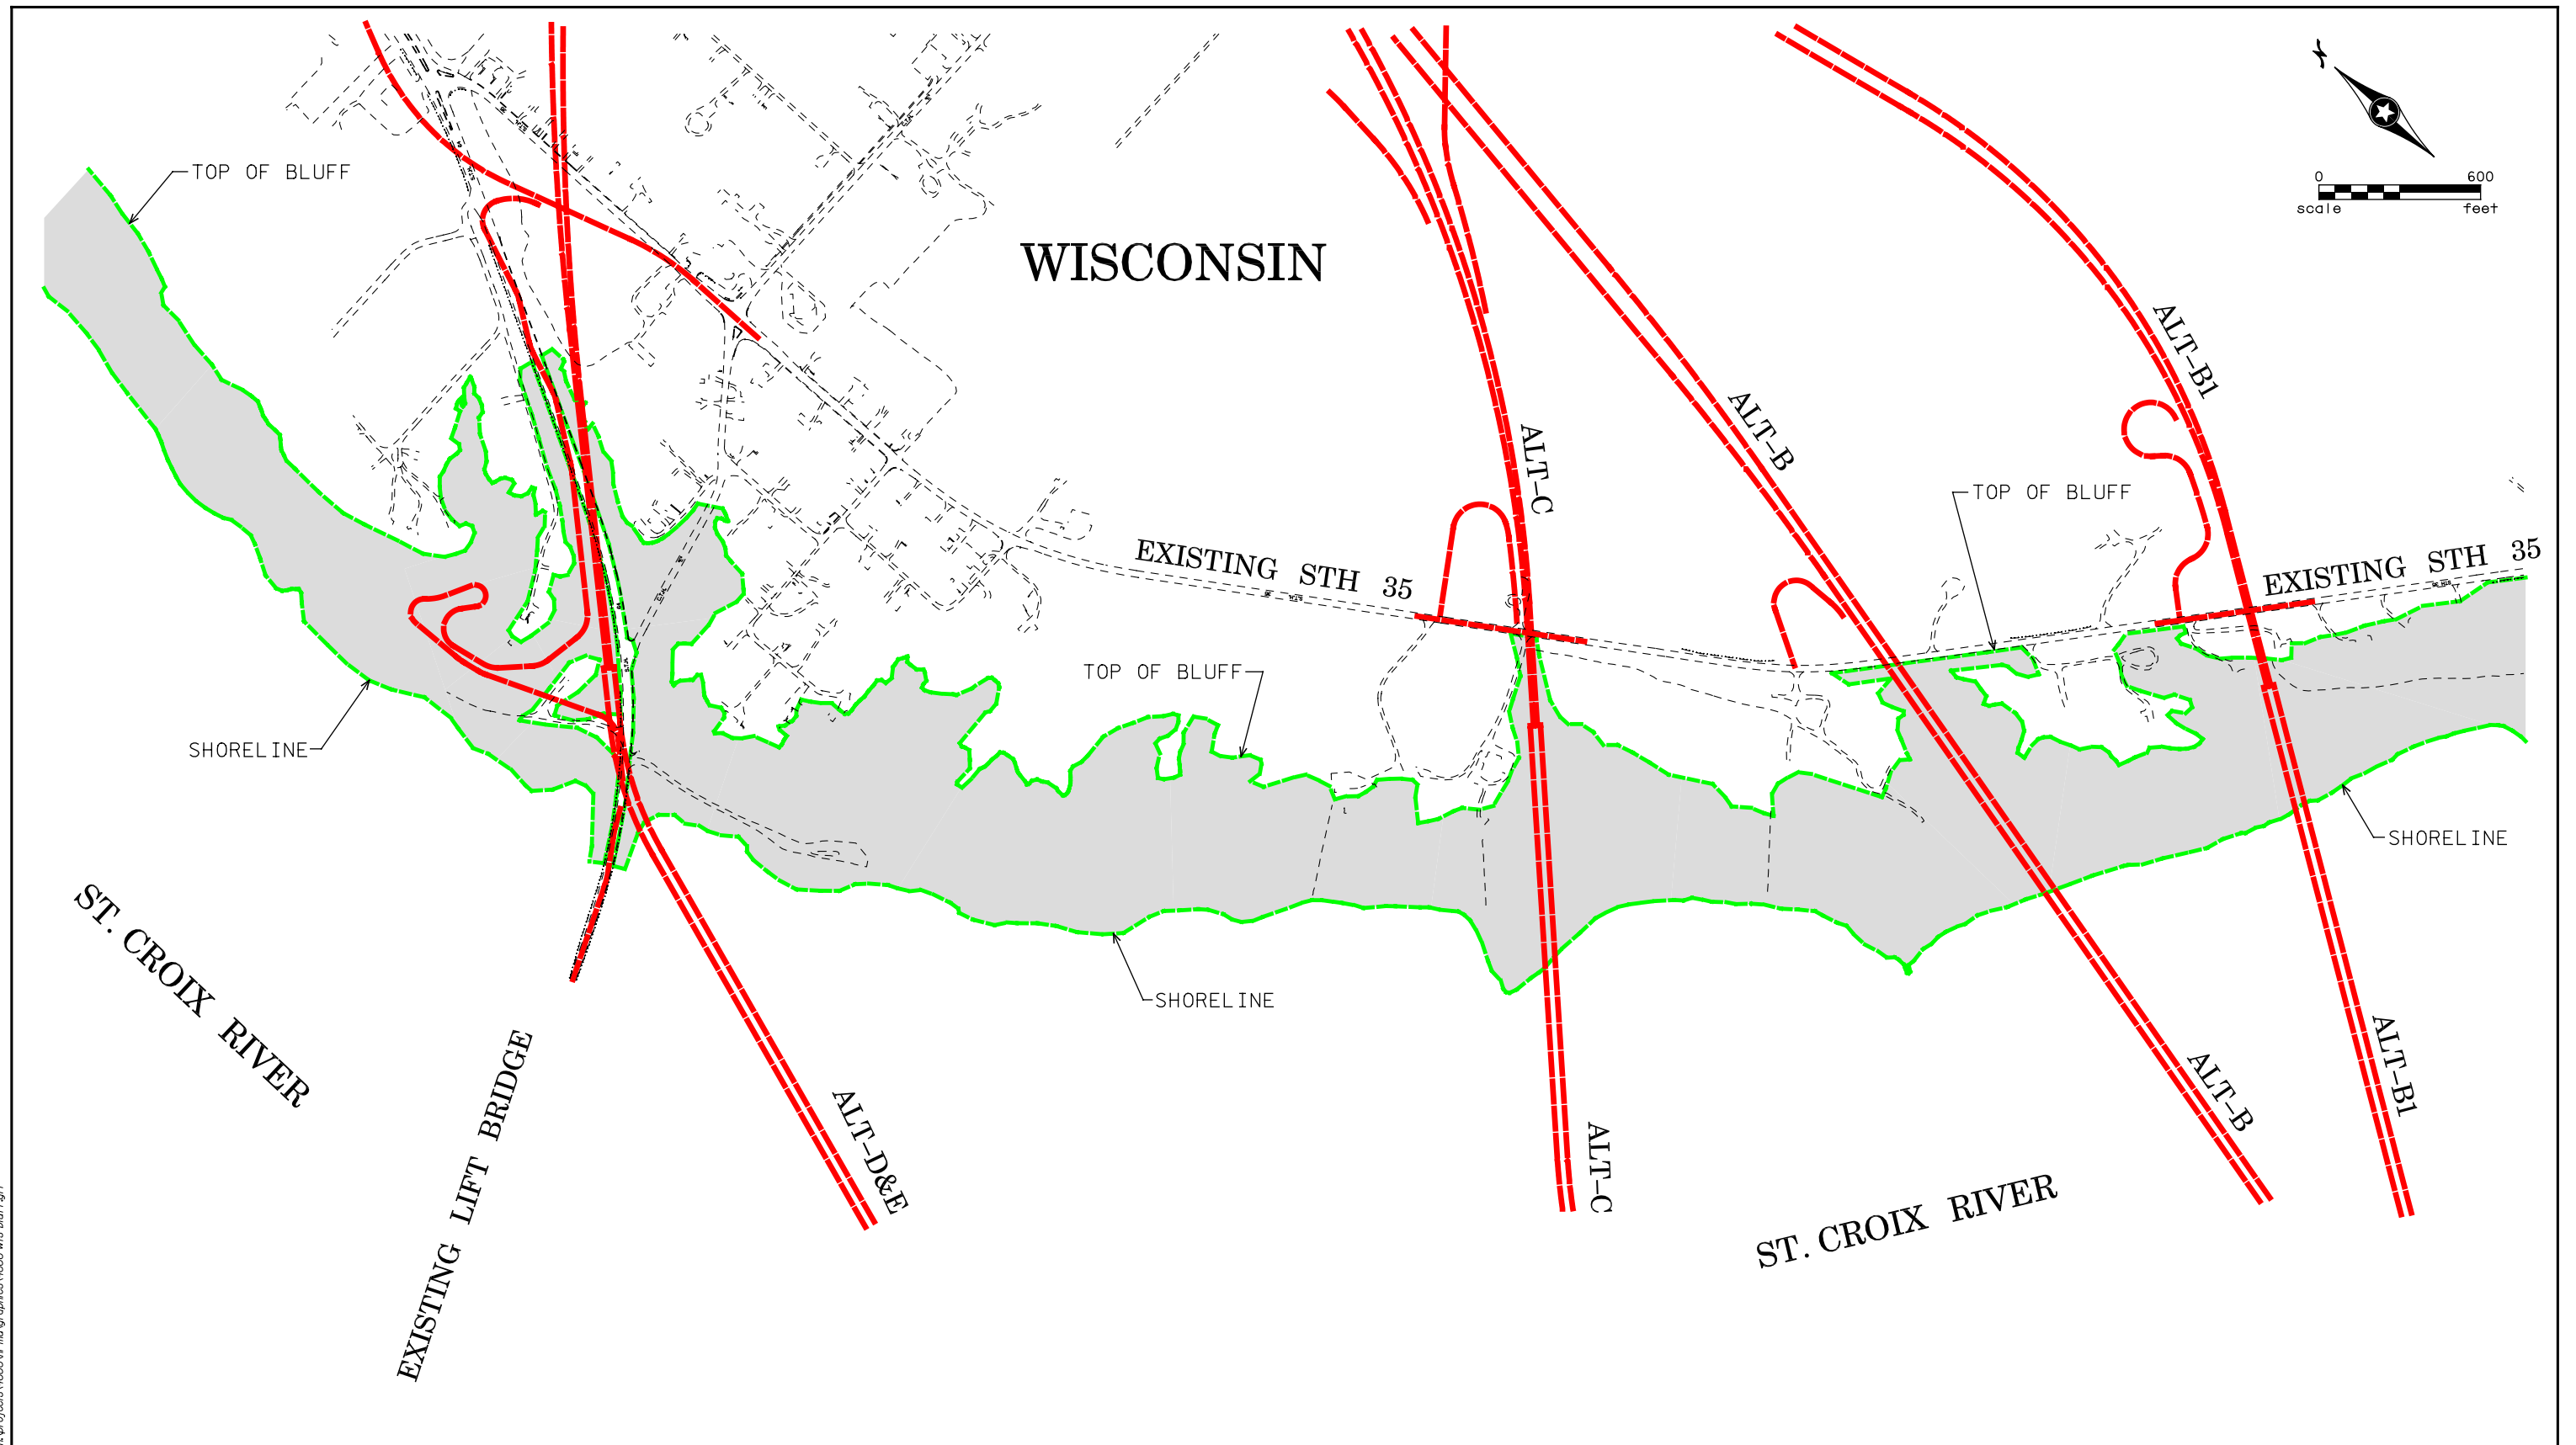 TOP OF BLUFF
N
0 600
scale feet
WISCONSIN
ALT-B1
ALT-B
ALT-C
TOP OF BLUFF
EXISTING STH 35
EXISTING STH 35
TOP OF BLUFF
SHORELINE
SHORELINE
ST. CROIX RIVER
SHORELINE
EXISTING LIFT BRIDGE
ALT-D&E
ALT-C
ALT-B
ALT-B1
ST. CROIX RIVER